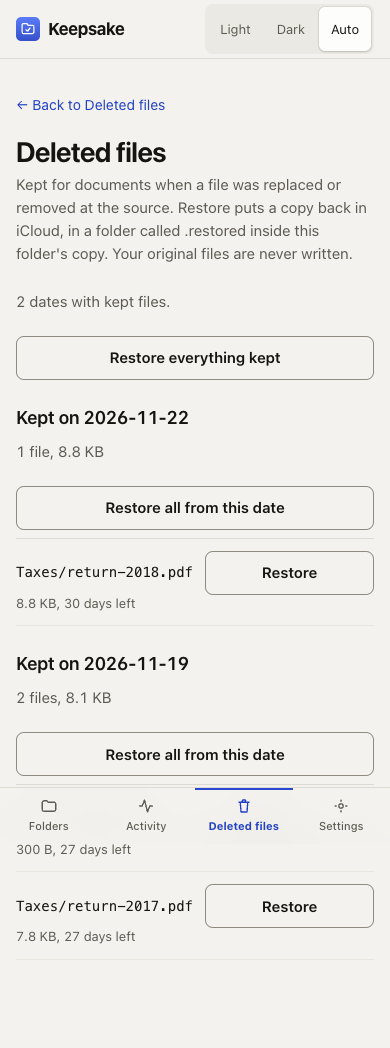 Keepsake
Light
Dark
Auto
← Back to Deleted files
Deleted files
Kept for documents when a file was replaced or
removed at the source. Restore puts a copy back in
iCloud, in a folder called .restored inside this
folder's copy. Your original files are never written.
2 dates with kept files.
Restore everything kept
Kept on 2026-11-22
1 file, 8.8 KB
Restore all from this date
Taxes/return-2018.pdf
Restore
8.8 KB, 30 days left
Kept on 2026-11-19
2 files, 8.1 KB
Restore all from this date
Folders
Activity
Deleted files
Settings
300 B, 27 days left
Taxes/return-2017.pdf
Restore
7.8 KB, 27 days left